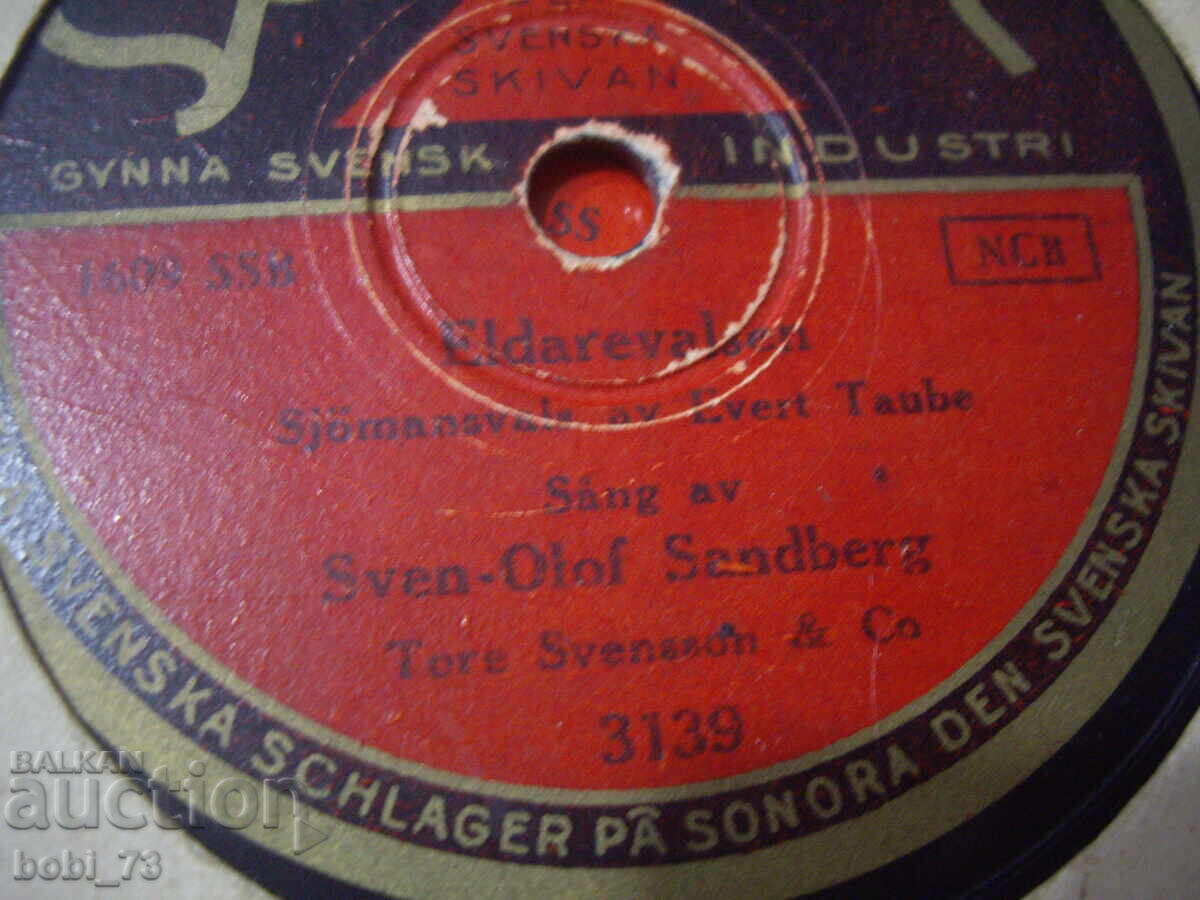 SVENSKA
SKIVAN
GYNNA SVENSK INDUSTRI
SS
1609 SSB
NCB
Eldarevalsen
Sjömansvals av Evert Taube
Sång av
Sven-Olof Sandberg
Tore Svensson & Co
3139
SVENSKA SCHLAGER PÅ SONORA DEN SVENSKA SKIVAN
BALKAN
auction
bobi_73